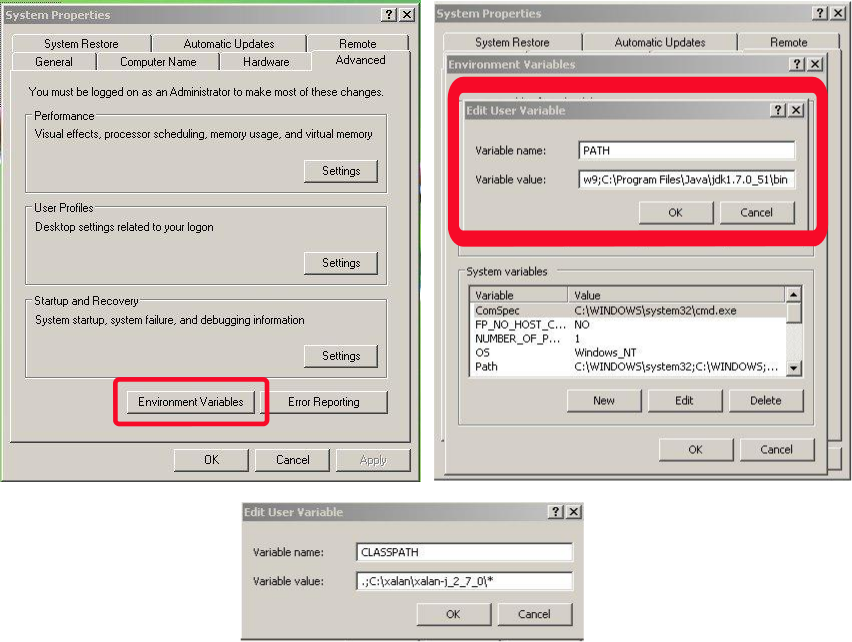 System Properties
System Restore Automatic Updates Remote
General Computer Name Hardware Advanced
You must be logged on as an Administrator to make most of these changes.
Performance
Visual effects, processor scheduling, memory usage, and virtual memory
Settings
User Profiles
Desktop settings related to your logon
Settings
Startup and Recovery
System startup, system failure, and debugging information
Settings
Environment Variables Error Reporting
OK Cancel Apply
System Properties
System Restore Automatic Updates Remote
Environment Variables
Edit User Variable
Variable name: PATH
Variable value: w9;C:\Program Files\Java\jdk1.7.0_51\bin
OK Cancel
System variables
Variable Value
ComSpec C:\WINDOWS\system32\cmd.exe
FP_NO_HOST_C... NO
NUMBER_OF_P... 1
OS Windows_NT
Path C:\WINDOWS\system32;C:\WINDOWS;...
New Edit Delete
OK Cancel
Edit User Variable
Variable name: CLASSPATH
Variable value: .;C:\xalan\xalan-j_2_7_0\*
OK Cancel